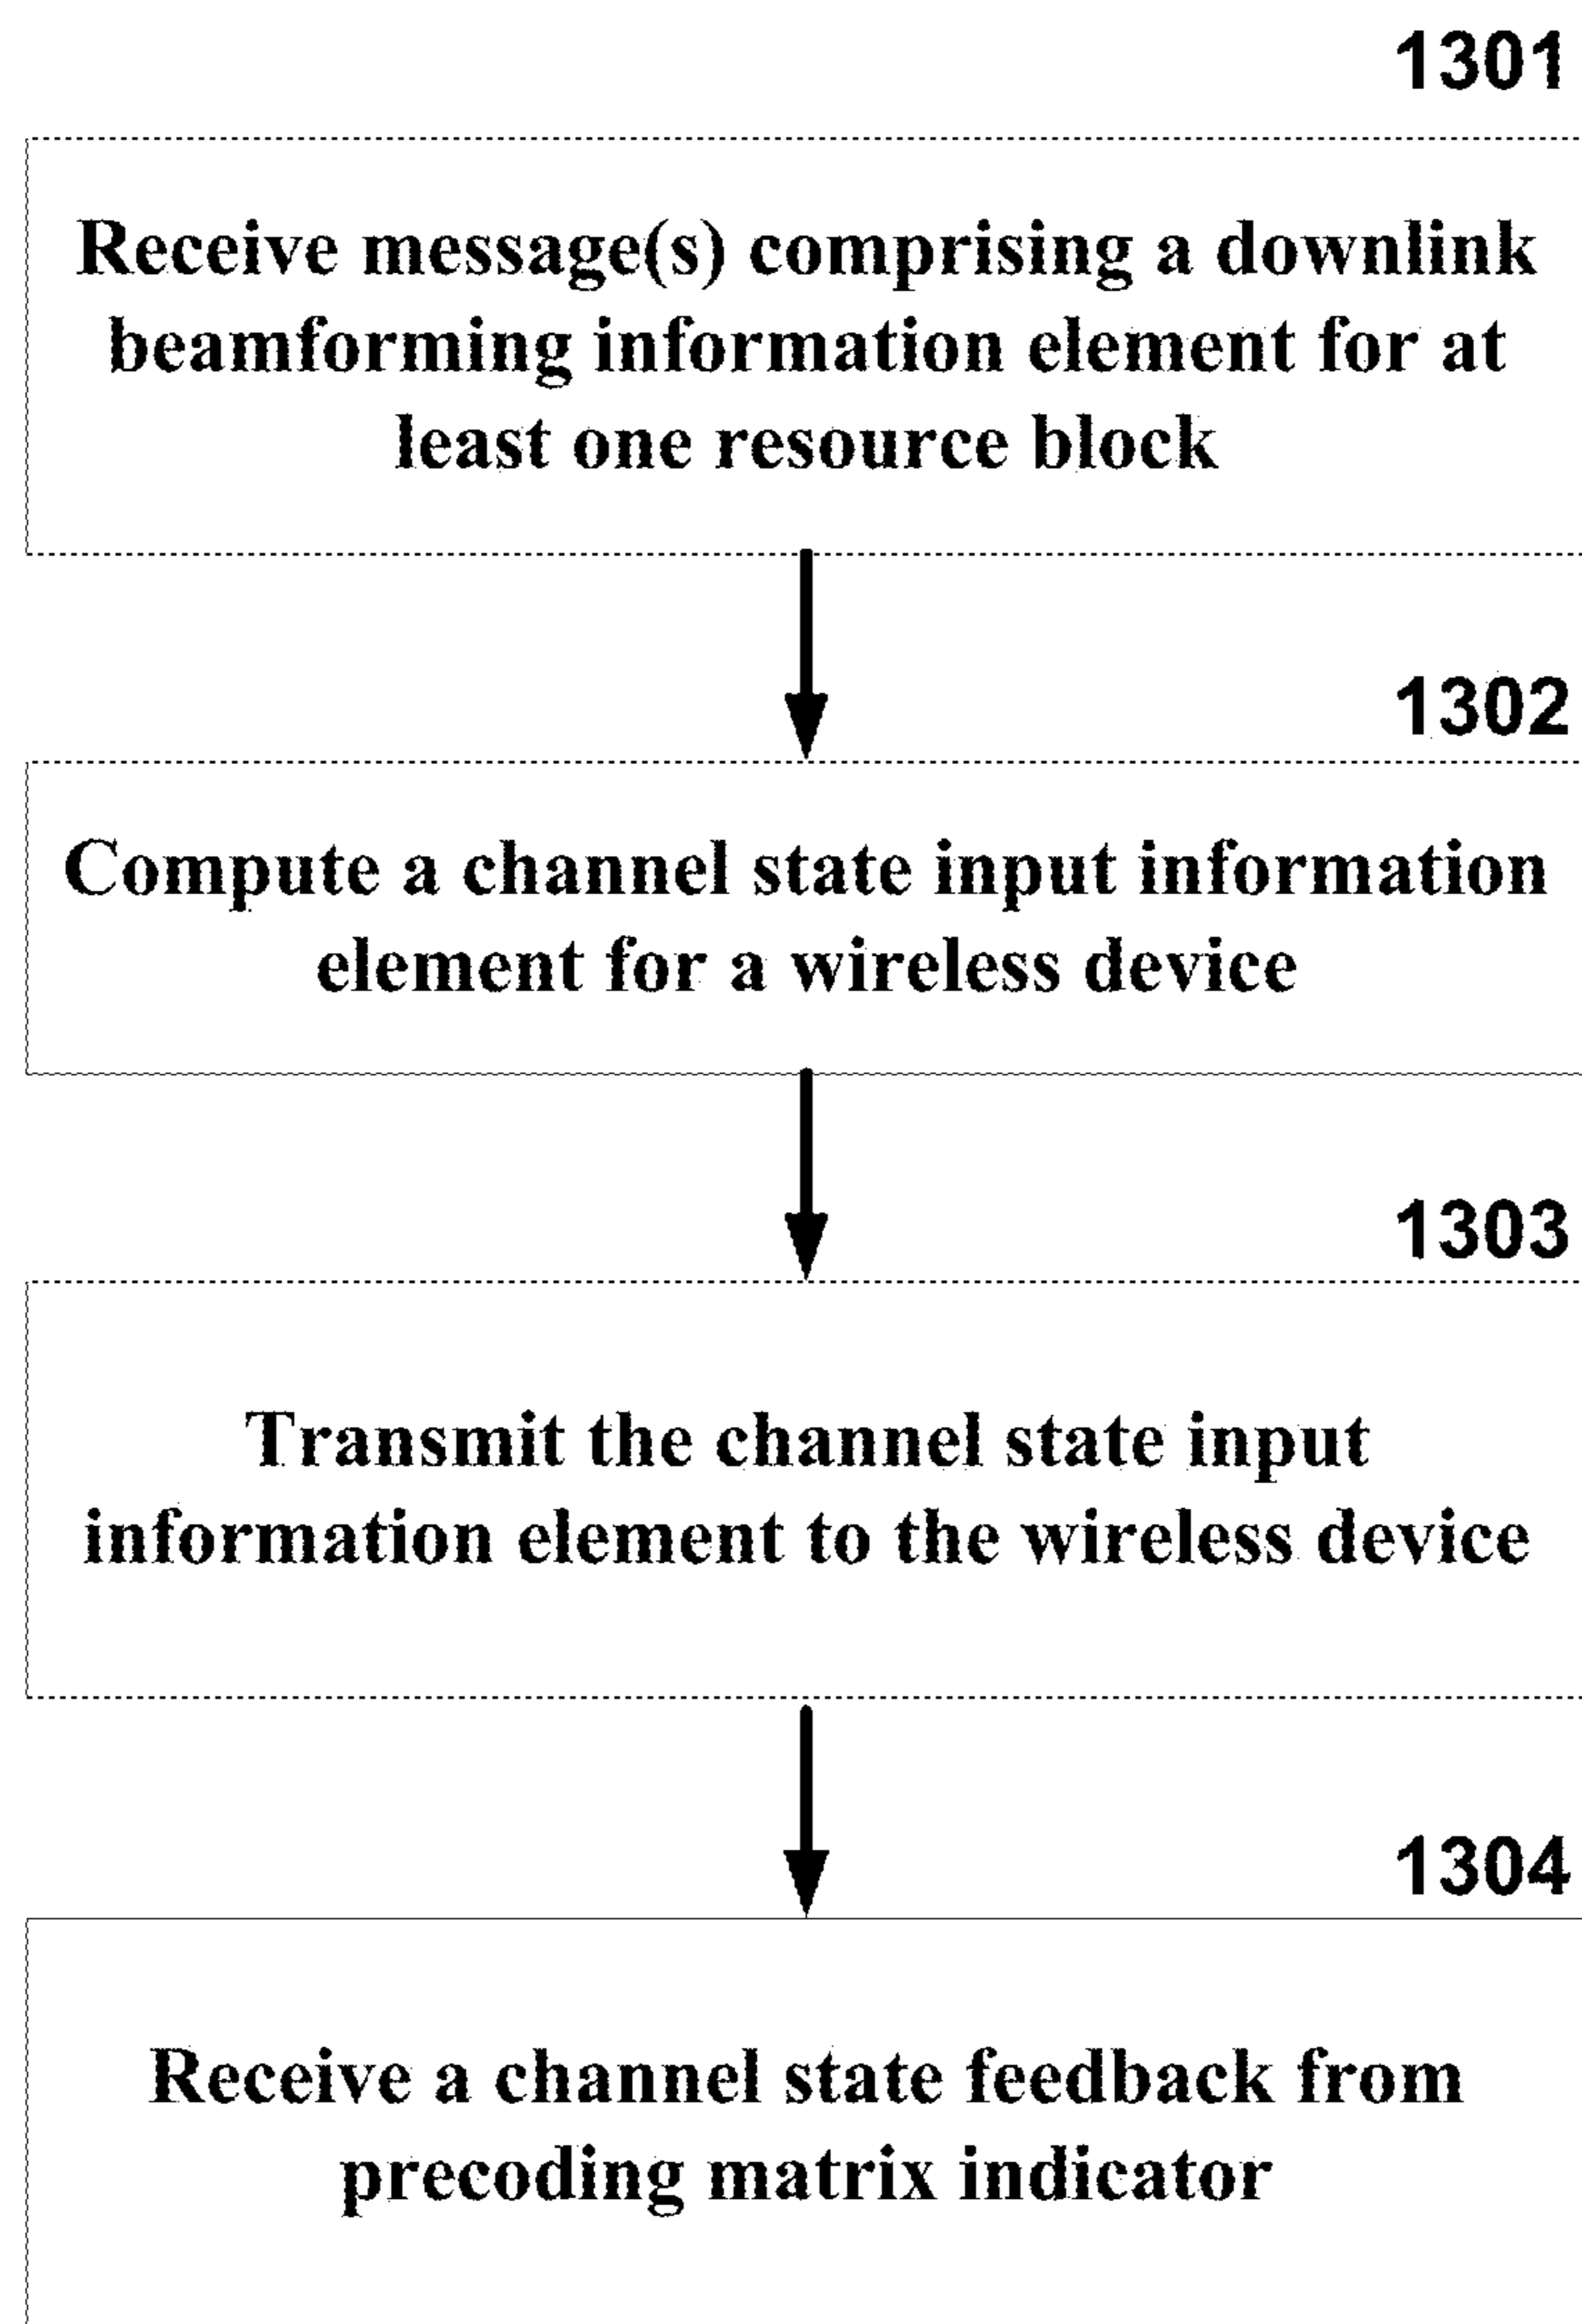 1301
Receive message(s) comprising a downlink
beamforming information element for at
least one resource block
1302
Compute a channel state input information
element for a wireless device
1303
Transmit the channel state input
information element to the wireless device
1304
Receive a channel state feedback from
precoding matrix indicator